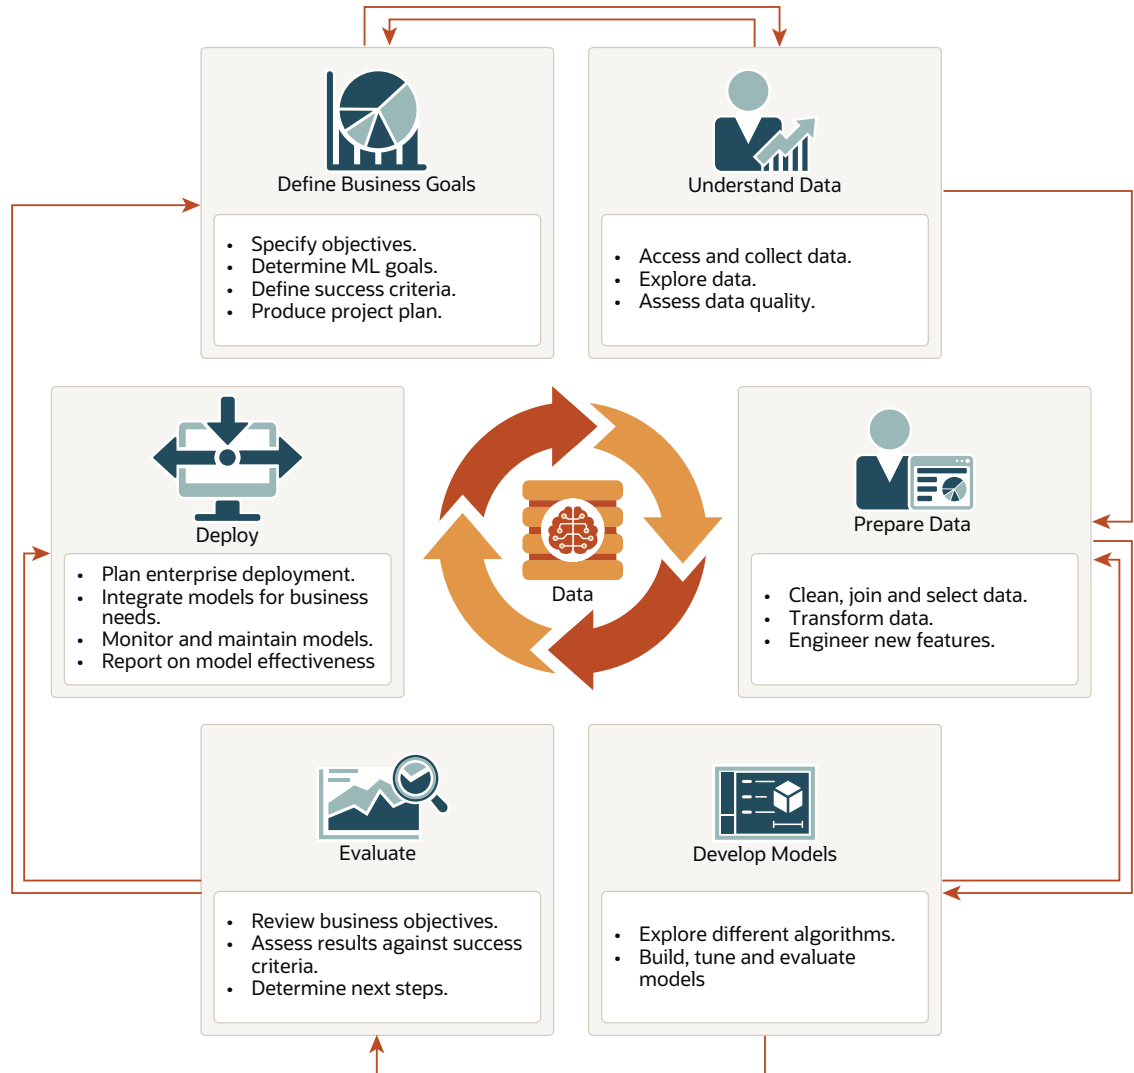 Define Business Goals
• Specify objectives.
• Determine ML goals.
• Define success criteria.
• Produce project plan.
Understand Data
• Access and collect data.
• Explore data.
• Assess data quality.
Deploy
• Plan enterprise deployment.
• Integrate models for business
needs.
• Monitor and maintain models.
• Report on model effectiveness
Data
Prepare Data
• Clean, join and select data.
• Transform data.
• Engineer new features.
Evaluate
• Review business objectives.
• Assess results against success
criteria.
• Determine next steps.
Develop Models
• Explore different algorithms.
• Build, tune and evaluate
models